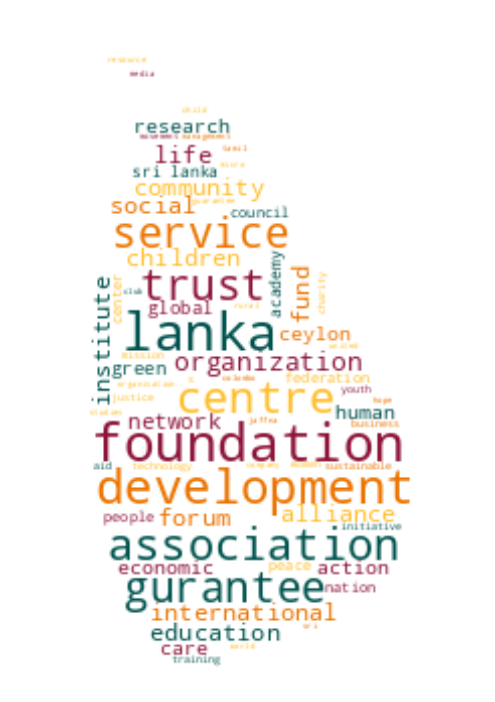 resource
media
child
research
movement management
life tamil
sri lanka micro
community
guarantee
social council
service
children
institute center club trust academy fund charity
global rural
lanka ceylon
united
mission organization
green colombo federation
organisation
centre youth
justice hope
studies human
network jaffna business
foundation
aid technology company women sustainable
development
people forum alliance
initiative
association
economic peace action
gurantee nation
international
sri
education
care world
training